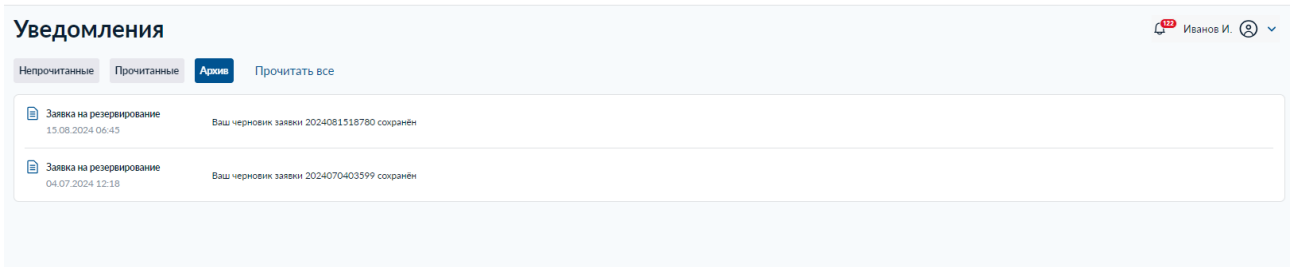 Уведомления
122
Иванов И.
Непрочитанные Прочитанные Архив Прочитать все
Заявка на резервирование
15.08.2024 06:45
Ваш черновик заявки 2024081518780 сохранён
Заявка на резервирование
04.07.2024 12:18
Ваш черновик заявки 2024070403599 сохранён